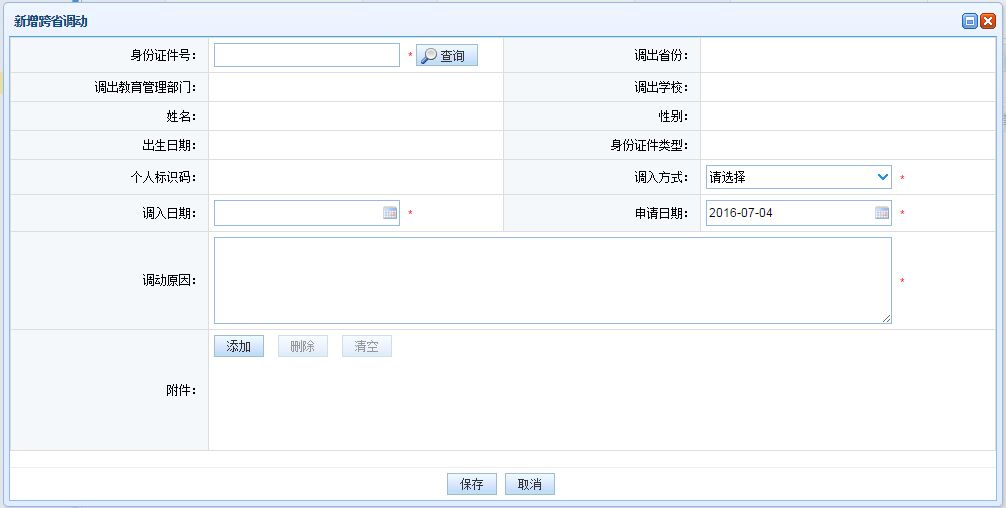 新增跨省调动
身份证件号： * 查询 调出省份：
调出教育管理部门： 调出学校：
姓名： 性别：
出生日期： 身份证件类型：
个人标识码： 调入方式： 请选择 *
调入日期： * 申请日期： 2016-07-04 *
调动原因： *
添加 删除 清空
附件：
保存 取消